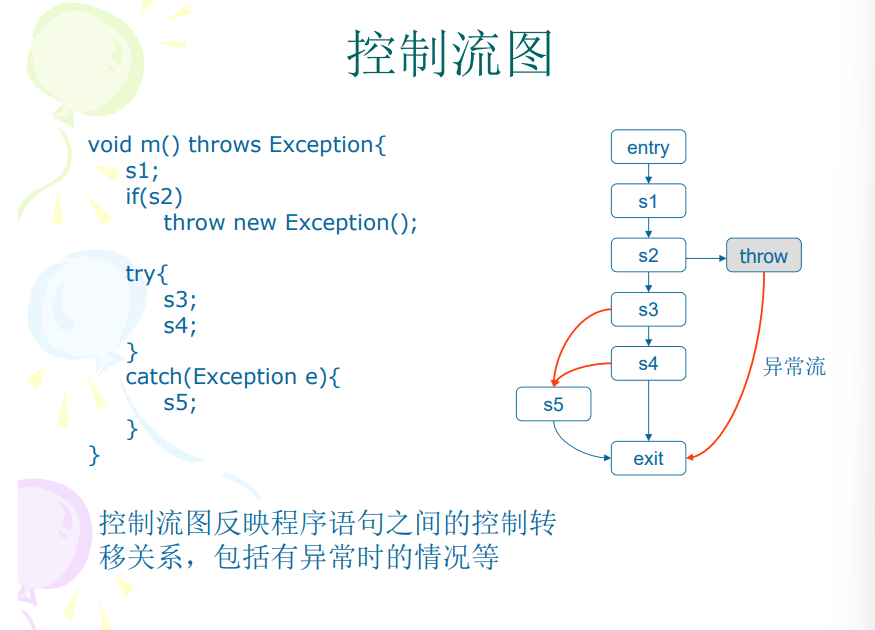 控制流图
void m() throws Exception{
s1;
if(s2)
throw new Exception();
try{
s3;
s4;
}
catch(Exception e){
s5;
}
}
entry
s1
s2
throw
s3
s4
异常流
s5
exit
控制流图反映程序语句之间的控制转
移关系，包括有异常时的情况等